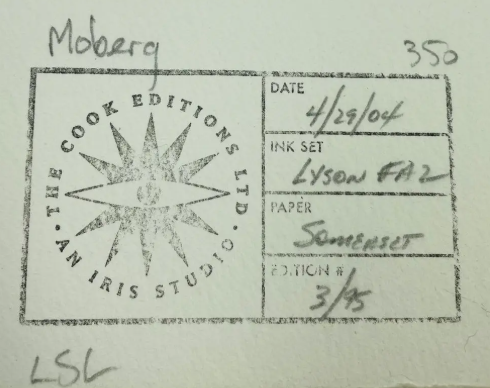 Moberg
350
THE COOK EDITIONS LTD.
AN IRIS STUDIO.
DATE
4/29/04
INK SET
LYSON FA2
PAPER
SOMERSET
EDITION #
3/95
LSL